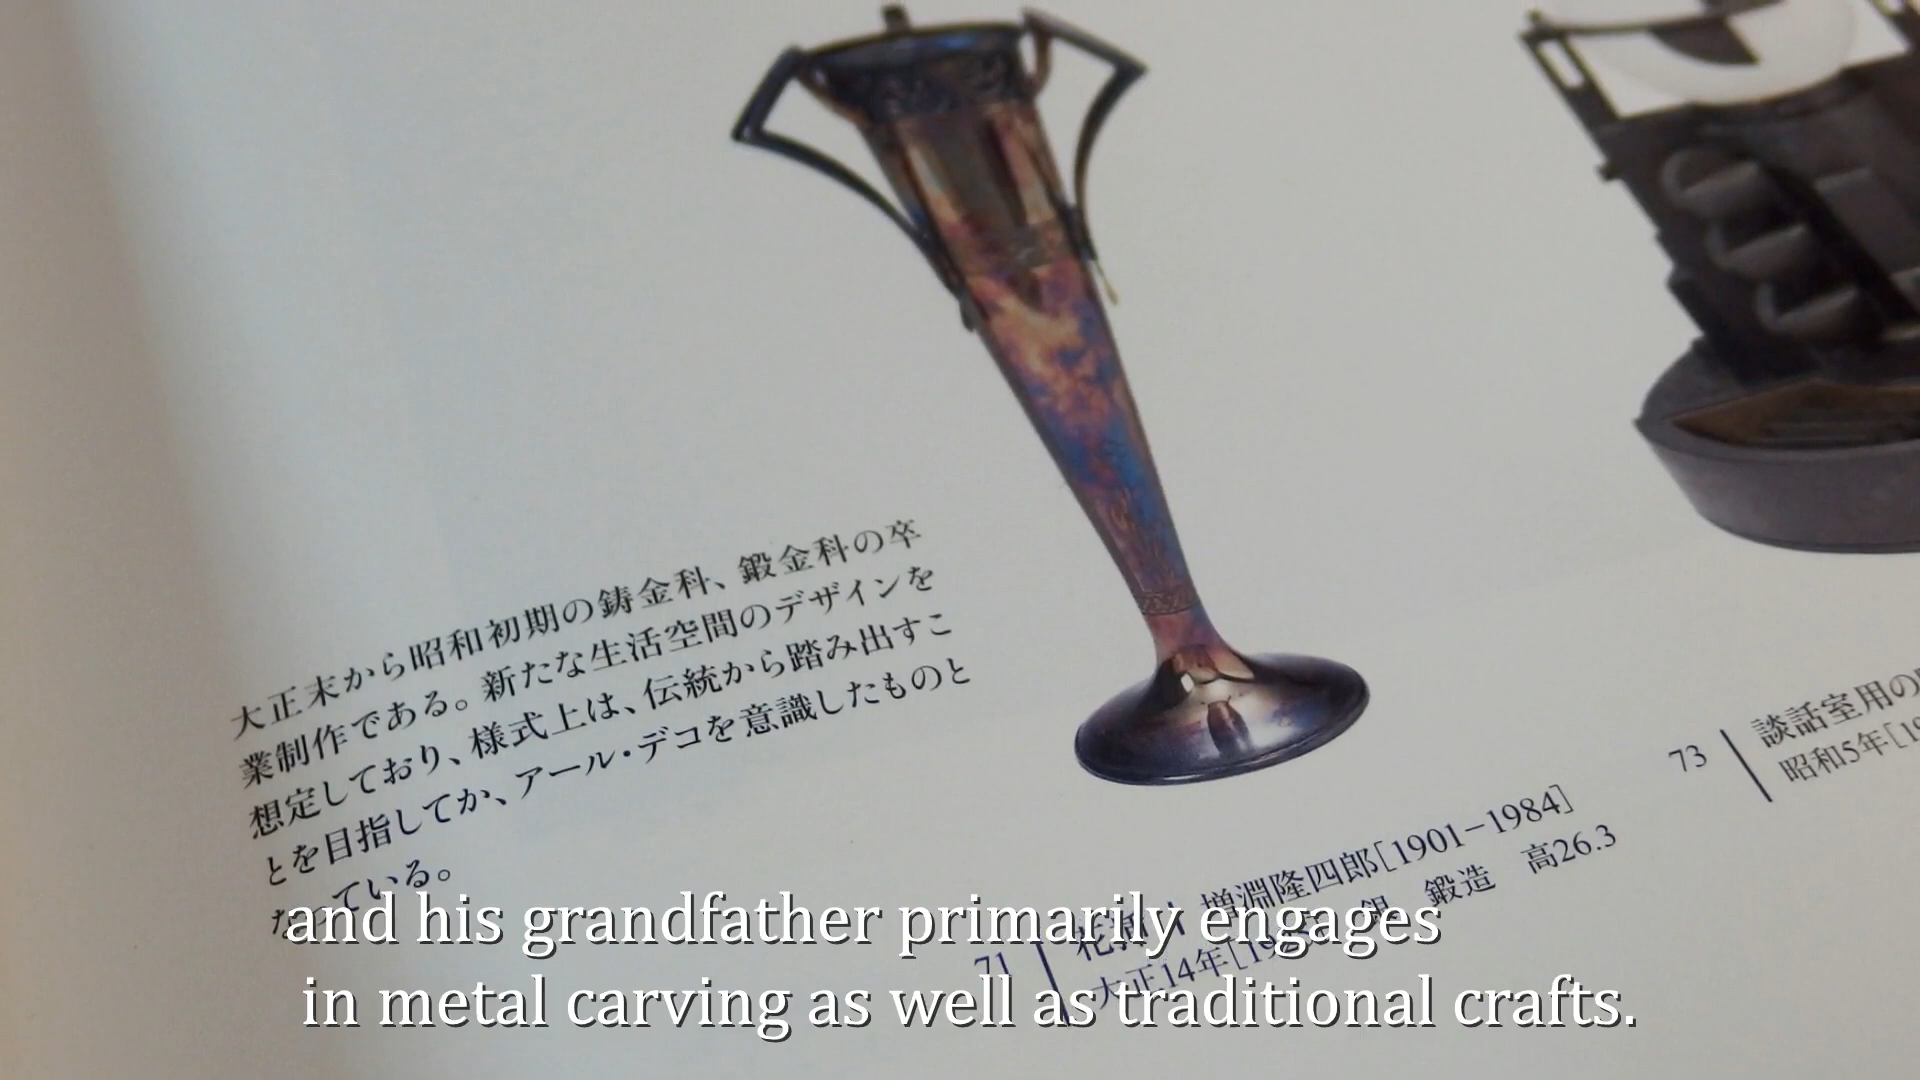 大正末から昭和初期の鋳金科、鍛金科の卒
業制作である。新たな生活空間のデザインを
想定しており、様式上は、伝統から踏み出すこ
とを目指してか、アール・デコを意識したものと
ている。
71
増淵隆四郎[1901−1984]
大正14年 銀 鍛造 高26.3
73
談話室用の
昭和5年[19
and his grandfather primarily engages
in metal carving as well as traditional crafts.